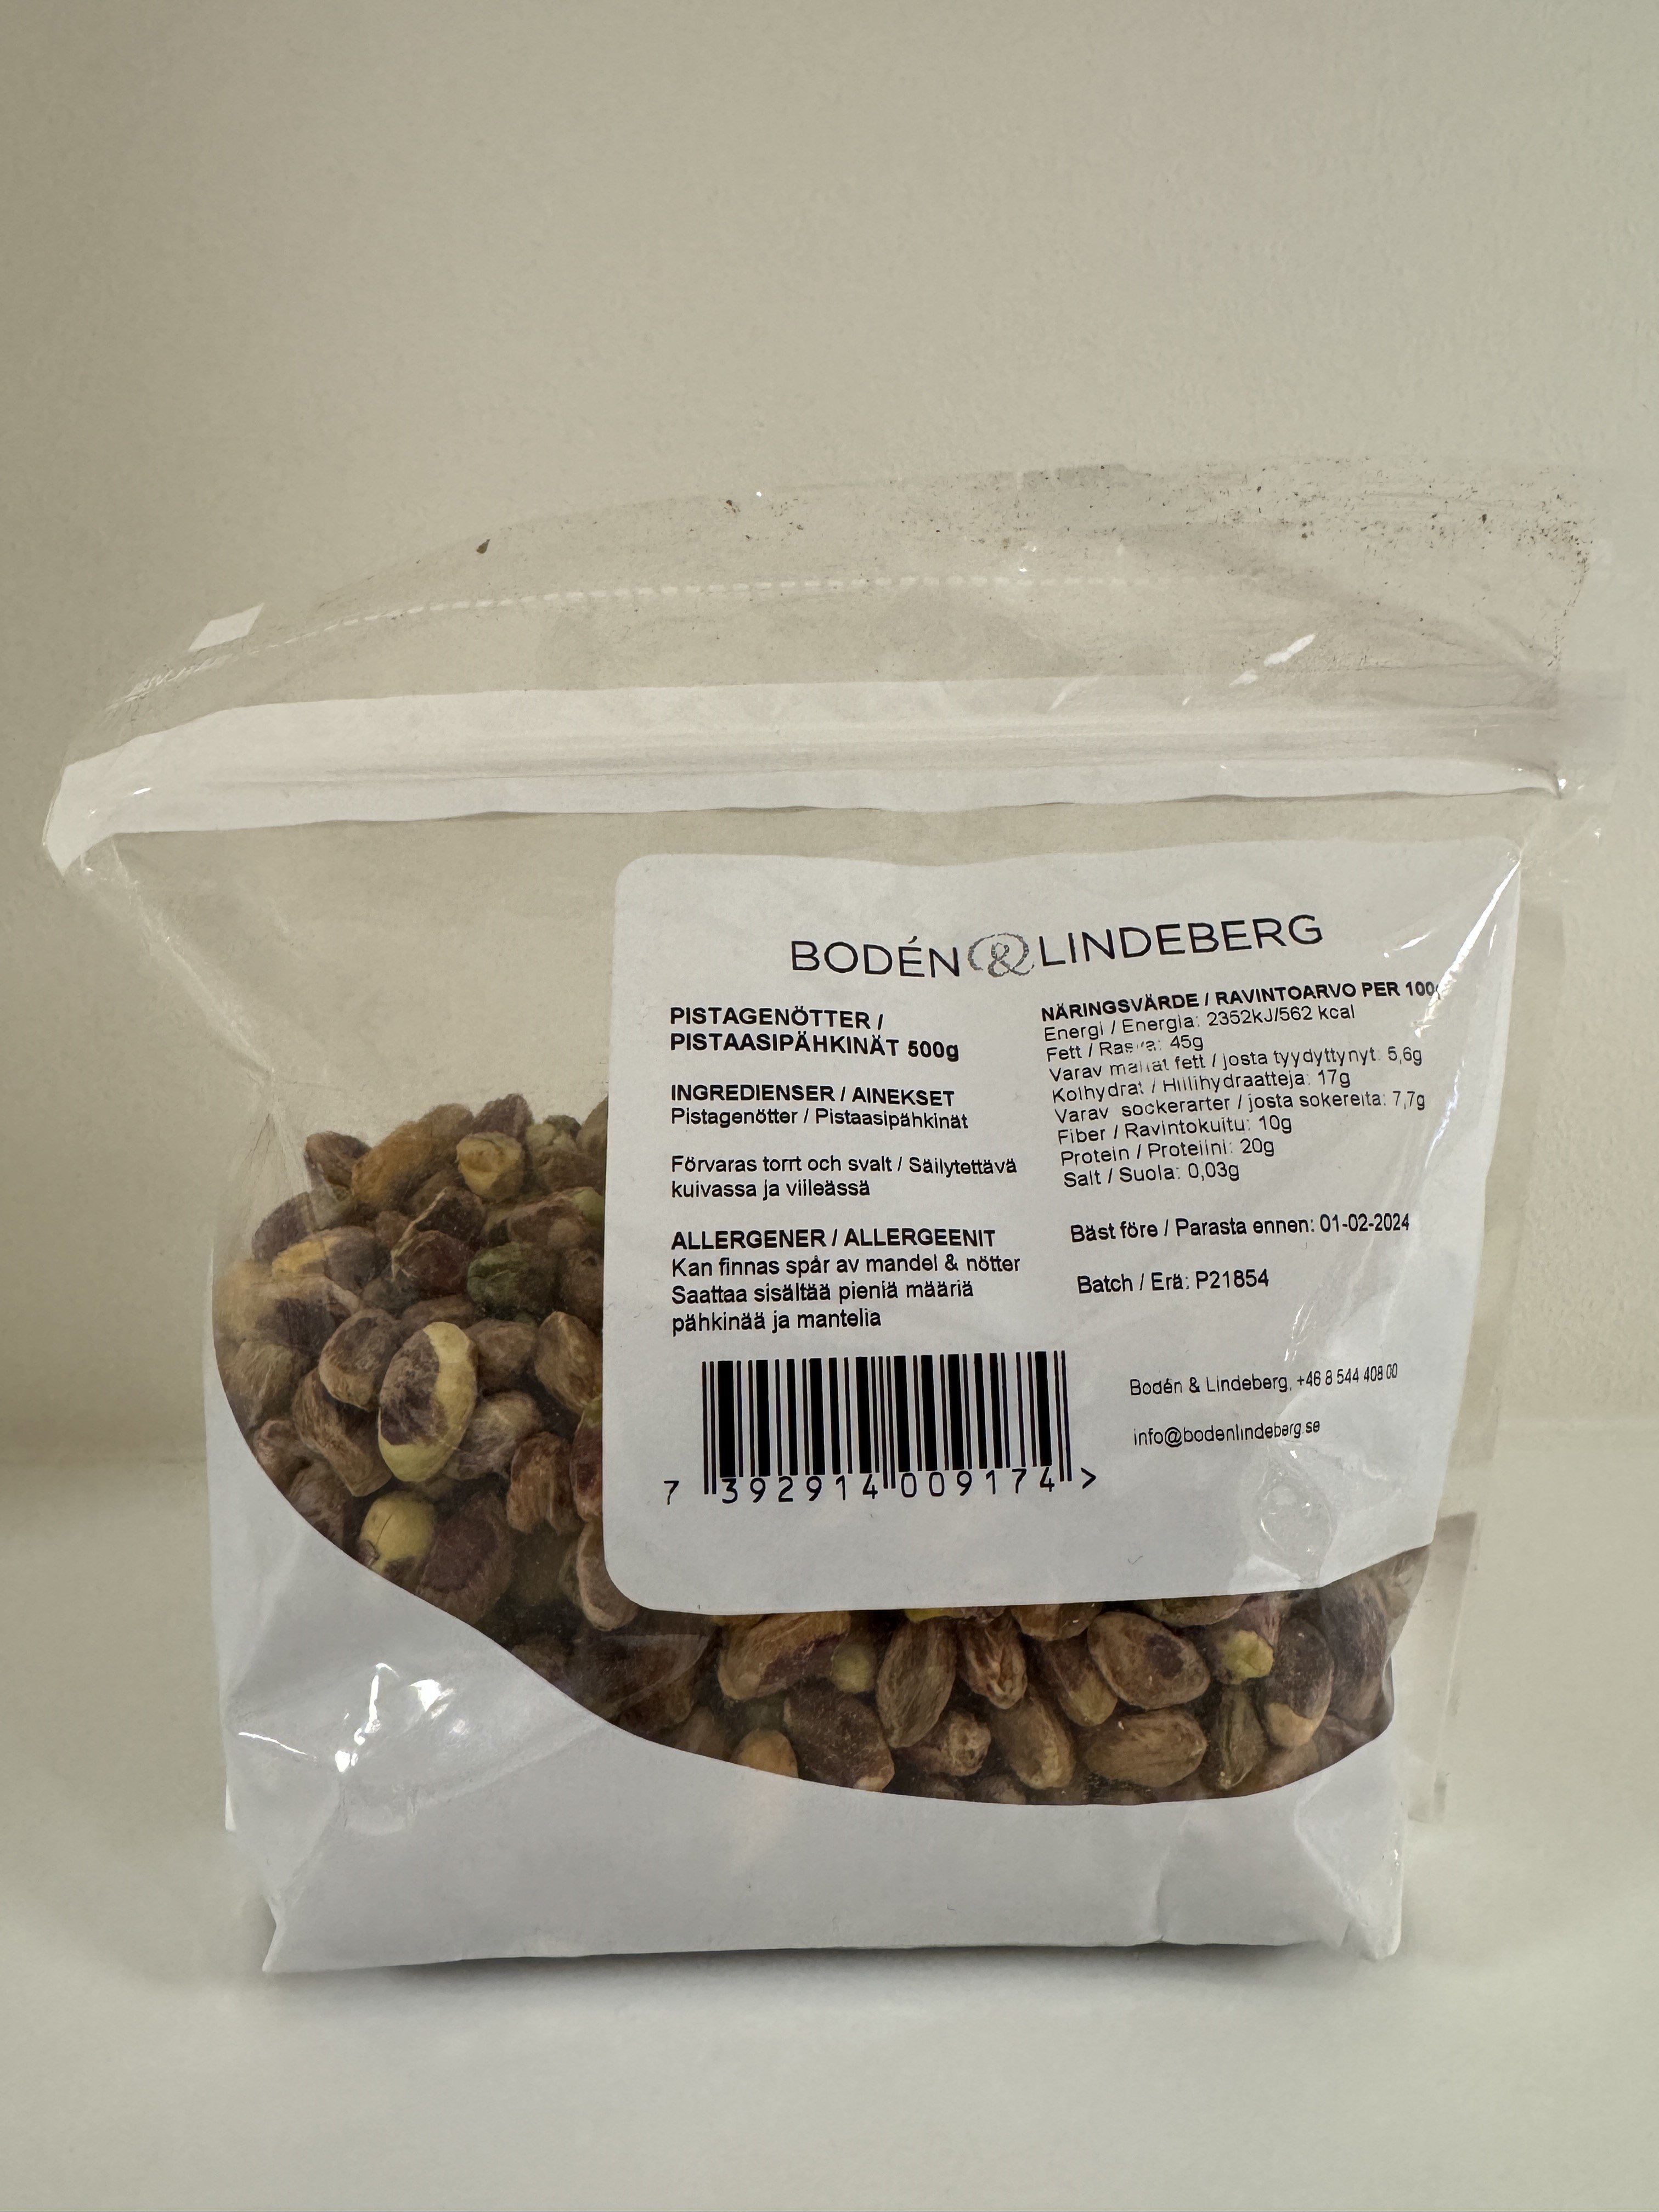 BODÉN & LINDEBERG
PISTAGENÖTTER /
PISTAASIPÄHKINÄT 500g
INGREDIENSER / AINEKSET
Pistagenötter / Pistaasipähkinät
Förvaras torrt och svalt / Säilytettävä
kuivassa ja viileässä
ALLERGENER / ALLERGEENIT
Kan finnas spår av mandel & nötter
Saattaa sisältää pieniä määriä
pähkinää ja mantelia
7 392914 009174 >
NÄRINGSVÄRDE / RAVINTOARVO PER 100g
Energi / Energia: 2352kJ/562 kcal
Fett / Rasva: 45g
Varav mättat fett / josta tyydyttynyt: 5,6g
Kolhydrat / Hiilihydraatteja: 17g
Varav sockerarter / josta sokereita: 7,7g
Fiber / Ravintokuitu: 10g
Protein / Proteiini: 20g
Salt / Suola: 0,03g
Bäst före / Parasta ennen: 01-02-2024
Batch / Erä: P21854
Bodén & Lindeberg, +46 8 544 408 00
info@bodenlindeberg.se